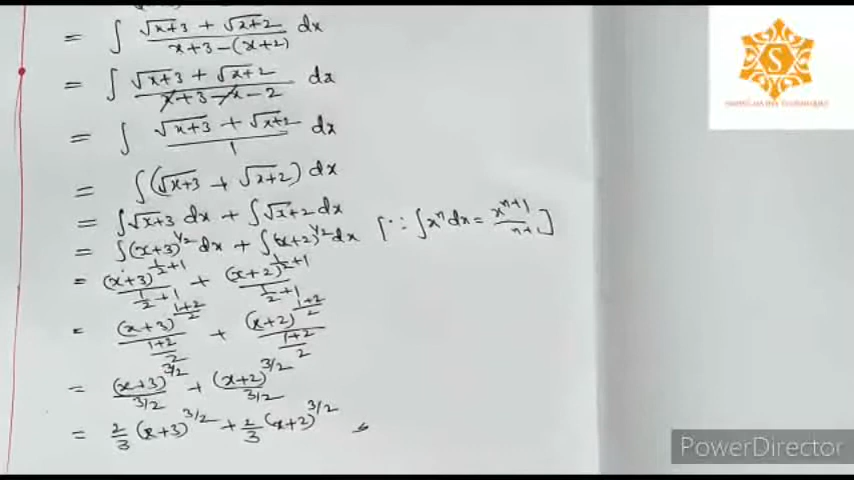 = ∫ √x+3 + √x+2 / x+3-(x+2) dx
= ∫ √x+3 + √x+2 / x+3-x-2 dx
= ∫ √x+3 + √x+2 / 1 dx
= ∫(√x+3 + √x+2) dx
= ∫√x+3 dx + ∫√x+2 dx
= ∫(x+3)^1/2 dx + ∫(x+2)^1/2 dx [∵ ∫x^n dx = x^n+1 / n+1]
= (x+3)^1/2+1 / 1/2+1 + (x+2)^1/2+1 / 1/2+1
= (x+3)^1+2/2 / 1+2/2 + (x+2)^1+2/2 / 1+2/2
= (x+3)^3/2 / 3/2 + (x+2)^3/2 / 3/2
= 2/3 (x+3)^3/2 + 2/3 (x+2)^3/2
S
PowerDirector